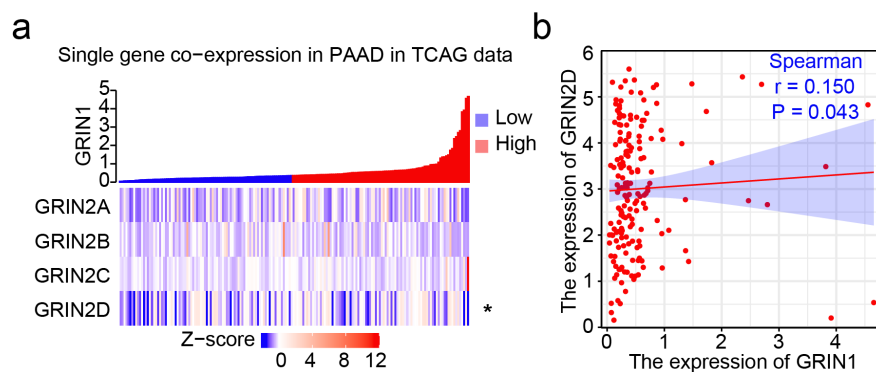 a
Single gene co-expression in PAAD in TCAG data
GRIN1
5
4
3
2
1
0
Low
High
GRIN2A
GRIN2B
GRIN2C
GRIN2D
*
Z-score
0 4 8 12
b
The expression of GRIN2D
6
5
4
3
2
1
0
Spearman
r = 0.150
P = 0.043
0 1 2 3 4
The expression of GRIN1